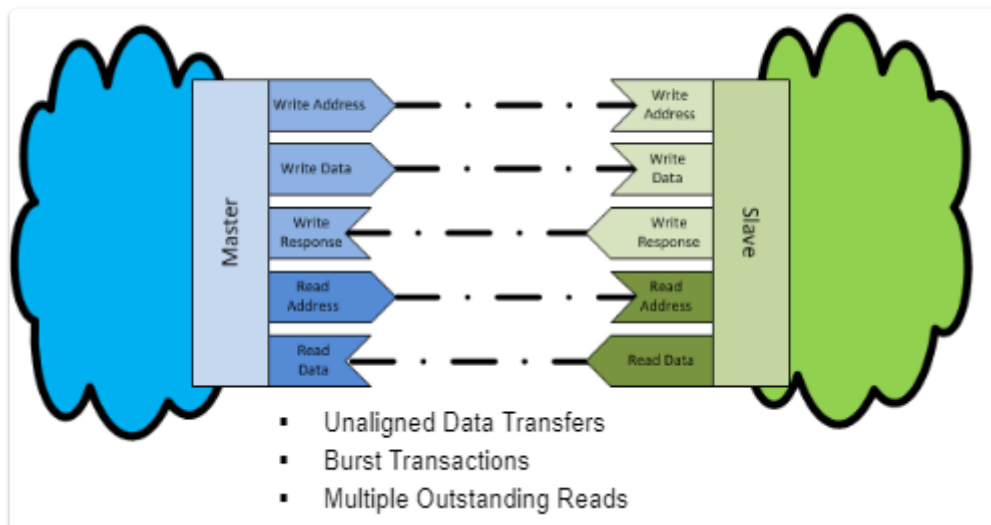 Master
Write Address
Write Data
Write
Response
Read
Address
Read
Data
Write
Address
Write
Data
Write
Response
Read
Address
Read Data
Slave
▪ Unaligned Data Transfers
▪ Burst Transactions
▪ Multiple Outstanding Reads